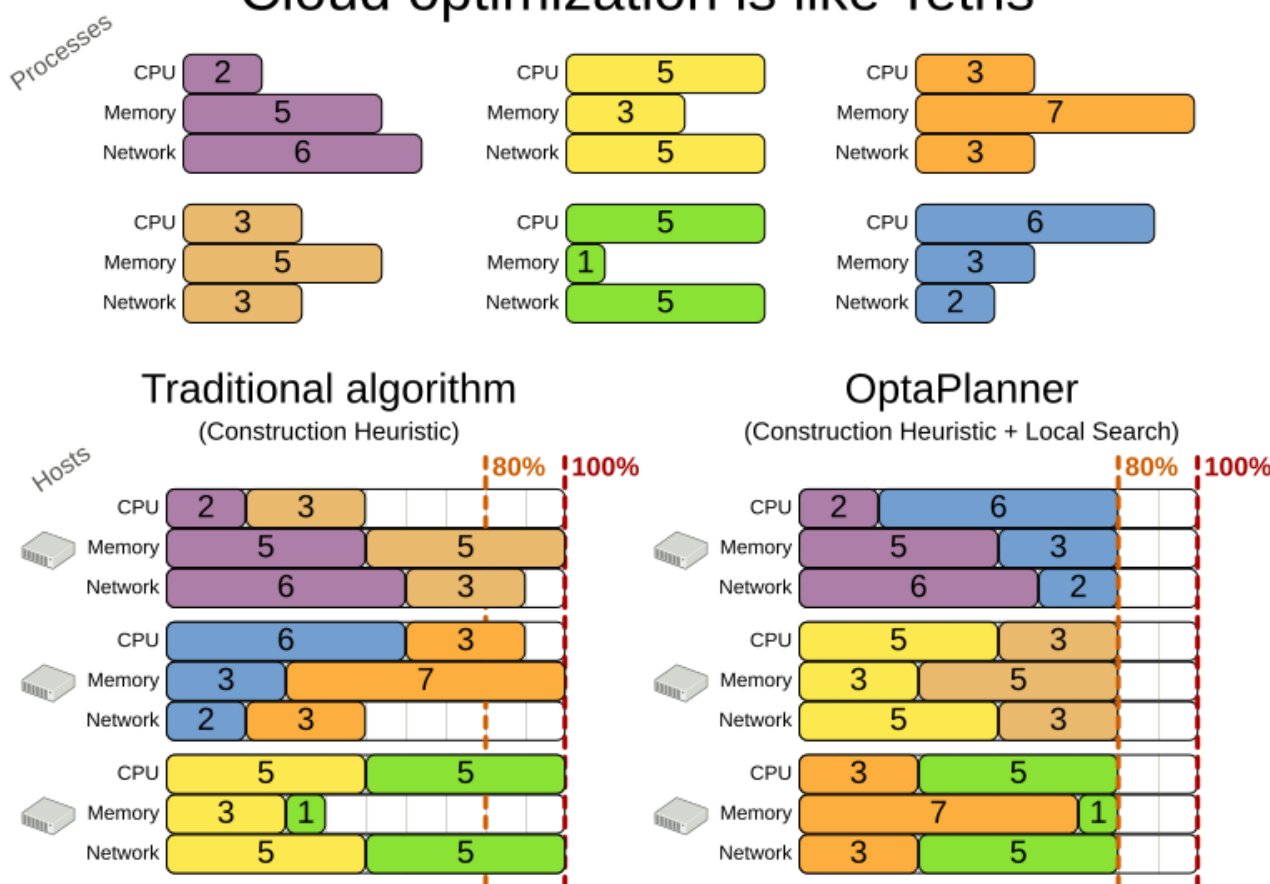 Cloud optimization is like Tetris
Processes
CPU 2 CPU 5 CPU 3
Memory 5 Memory 3 Memory 7
Network 6 Network 5 Network 3
CPU 3 CPU 5 CPU 6
Memory 5 Memory 1 Memory 3
Network 3 Network 5 Network 2
Traditional algorithm OptaPlanner
(Construction Heuristic) (Construction Heuristic + Local Search)
Hosts
80% 100% 80% 100%
CPU 2 3 CPU 2 6
Memory 5 5 Memory 5 3
Network 6 3 Network 6 2
CPU 6 3 CPU 5 3
Memory 3 7 Memory 3 5
Network 2 3 Network 5 3
CPU 5 5 CPU 3 5
Memory 3 1 Memory 7 1
Network 5 5 Network 3 5